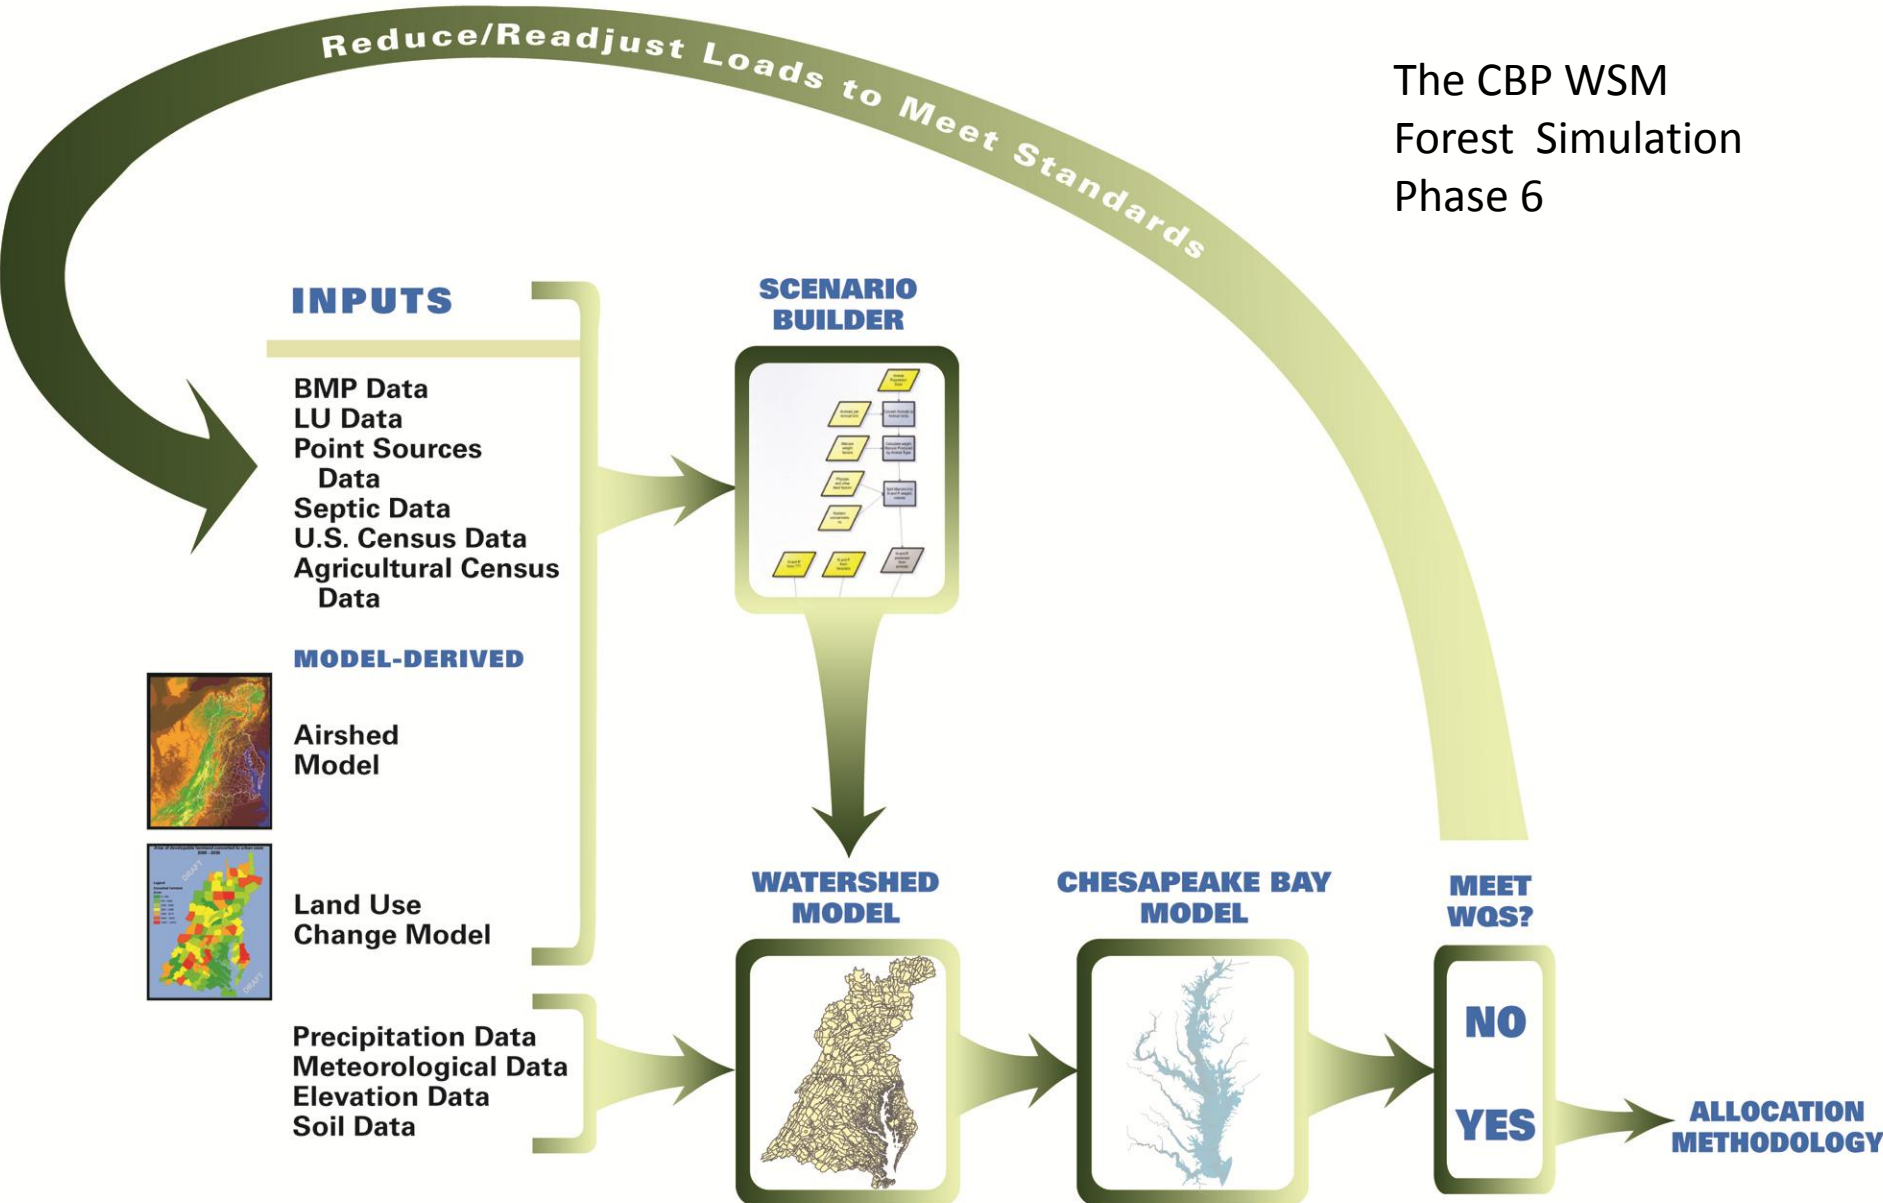 Reduce/Readjust Loads to Meet Standards
The CBP WSM
Forest Simulation
Phase 6
INPUTS
BMP Data
LU Data
Point Sources
Data
Septic Data
U.S. Census Data
Agricultural Census
Data
MODEL-DERIVED
Airshed
Model
Land Use
Change Model
DRAFT
DRAFT
Precipitation Data
Meteorological Data
Elevation Data
Soil Data
SCENARIO
BUILDER
WATERSHED
MODEL
CHESAPEAKE BAY
MODEL
MEET
WQS?
NO
YES
ALLOCATION
METHODOLOGY